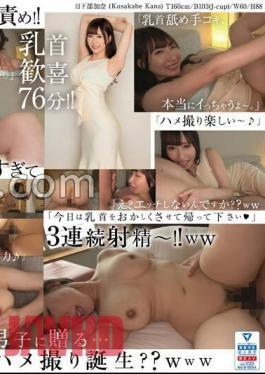 日下部加奈 (Kusakabe Kana) T160cm/B103(J-cup)/W60/H88
責め!!
乳首
歓喜
76分!!
「乳首舐め手コキ、
本当にイっちゃうよ～。」
「ハメ撮り楽しい～♪」
すぎて
「え?エッチしないんですか??ww
「今日は乳首をおかしくさせて帰って下さい♥」
3連続射精～!!ww
男子に贈る…
ハメ撮り誕生??www